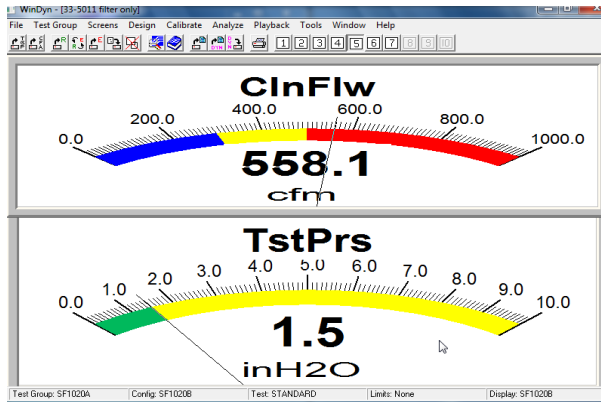 WinDyn - [33-5011 filter only]
File Test Group Screens Design Calibrate Analyze Playback Tools Window Help
1 2 3 4 5 6 7 8 9 10
ClnFlw
0.0 200.0 400.0 600.0 800.0 1000.0
558.1
cfm
TstPrs
0.0 1.0 2.0 3.0 4.0 5.0 6.0 7.0 8.0 9.0 10.0
1.5
inH2O
Test Group: SF1020A Config: SF1020B Test: STANDARD Limits: None Display: SF1020B